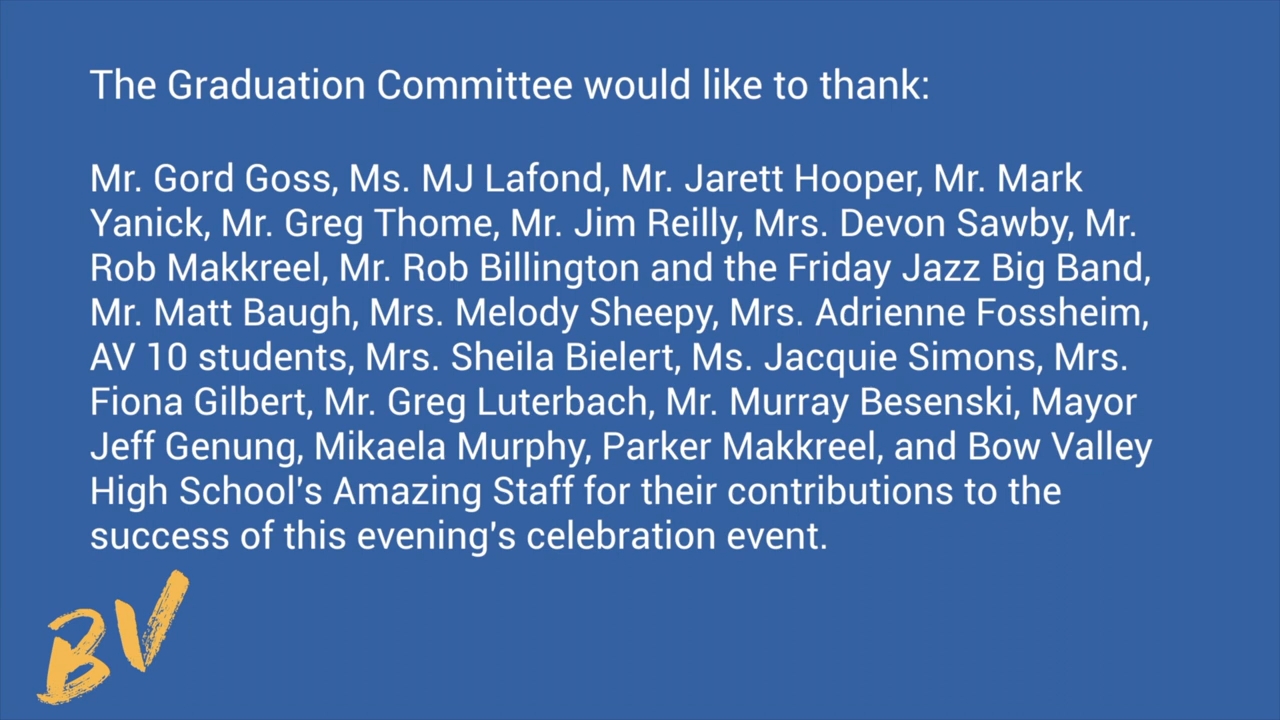 The Graduation Committee would like to thank:
Mr. Gord Goss, Ms. MJ Lafond, Mr. Jarett Hooper, Mr. Mark
Yanick, Mr. Greg Thome, Mr. Jim Reilly, Mrs. Devon Sawby, Mr.
Rob Makkreel, Mr. Rob Billington and the Friday Jazz Big Band,
Mr. Matt Baugh, Mrs. Melody Sheepy, Mrs. Adrienne Fossheim,
AV 10 students, Mrs. Sheila Bielert, Ms. Jacquie Simons, Mrs.
Fiona Gilbert, Mr. Greg Luterbach, Mr. Murray Besenski, Mayor
Jeff Genung, Mikaela Murphy, Parker Makkreel, and Bow Valley
High School's Amazing Staff for their contributions to the
success of this evening's celebration event.
BV